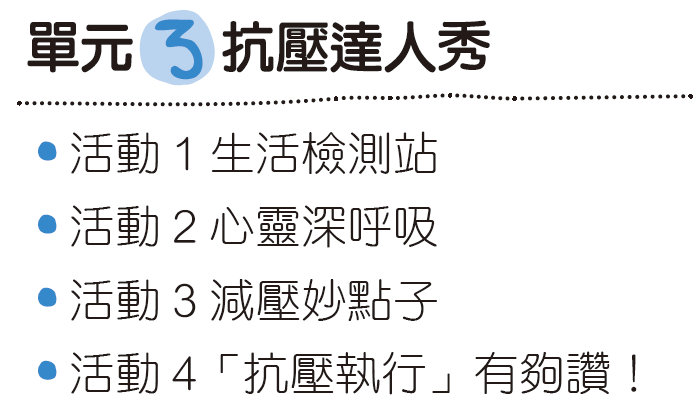 單元3抗壓達人秀
活動1 生活檢測站
活動2 心靈深呼吸
活動3 減壓妙點子
活動4「抗壓執行」有夠讚！